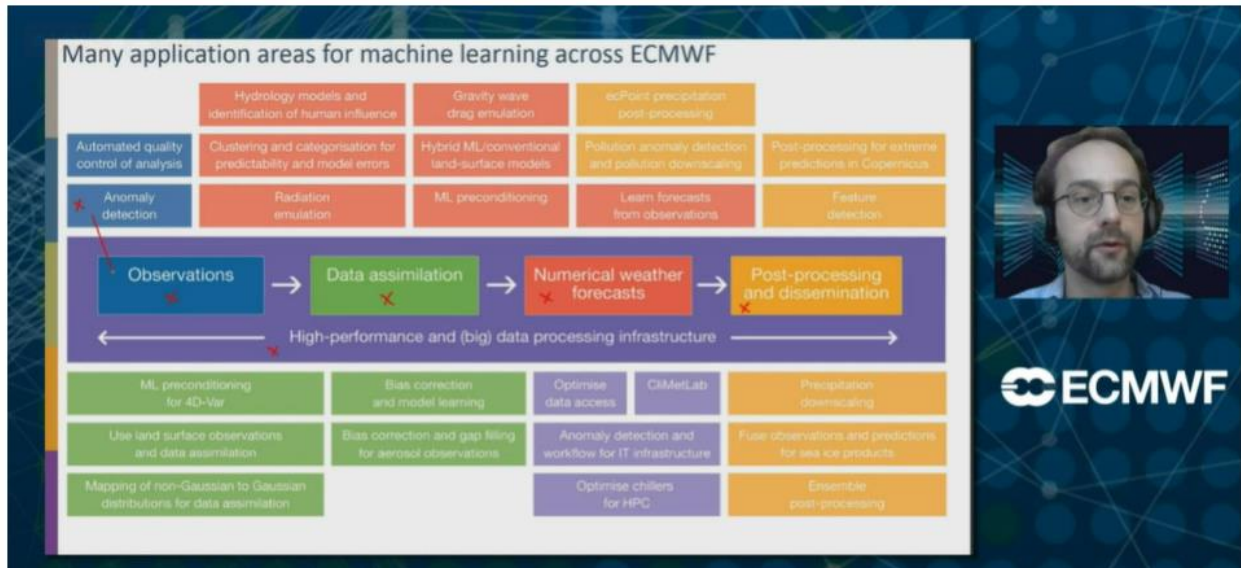 Many application areas for machine learning across ECMWF
Hydrology models and
identification of human influence
Gravity wave
drag emulation
ecPoint precipitation
post-processing
Automated quality
control of analysis
Clustering and categorisation for
predictability and model errors
Hybrid ML/conventional
land-surface models
Pollution anomaly detection
and pollution downscaling
Post-processing for extreme
predictions in Copernicus
Anomaly
detection
Radiation
emulation
ML preconditioning
Learn forecasts
from observations
Feature
detection
Observations
Data assimilation
Numerical weather
forecasts
Post-processing
and dissemination
High-performance and (big) data processing infrastructure
ML preconditioning
for 4D-Var
Bias correction
and model learning
Optimise
data access
CliMetLab
Precipitation
downscaling
Use land surface observations
and data assimilation
Bias correction and gap filling
for aerosol observations
Anomaly detection and
workflow for IT infrastructure
Fuse observations and predictions
for sea ice products
Mapping of non-Gaussian to Gaussian
distributions for data assimilation
Optimise chillers
for HPC
Ensemble
post-processing
ECMWF